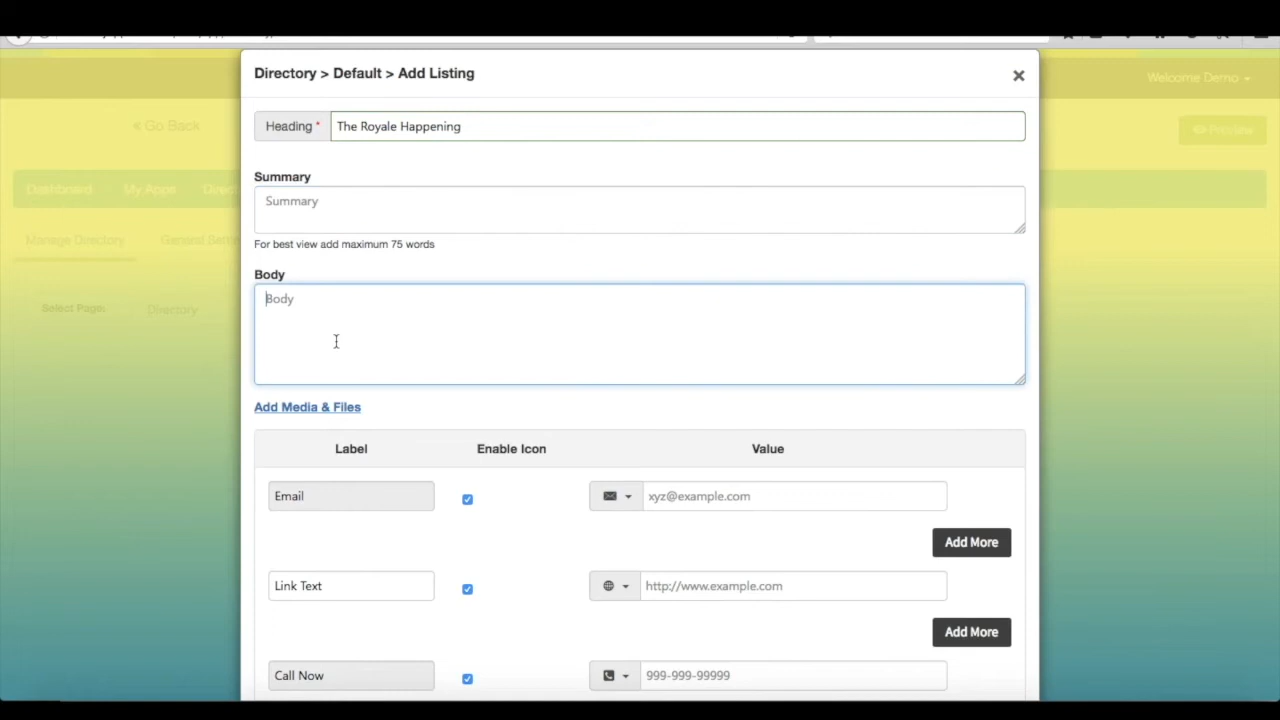 Directory > Default > Add Listing
×
Welcome Demo
« Go Back
Preview
Heading * The Royale Happening
Dashboard My Apps Direct
Summary
Summary
For best view add maximum 75 words
Manage Directory General Sett
Body
Body
Select Page: Directory
Add Media & Files
Label Enable Icon Value
Email xyz@example.com
Add More
Link Text http://www.example.com
Add More
Call Now 999-999-99999